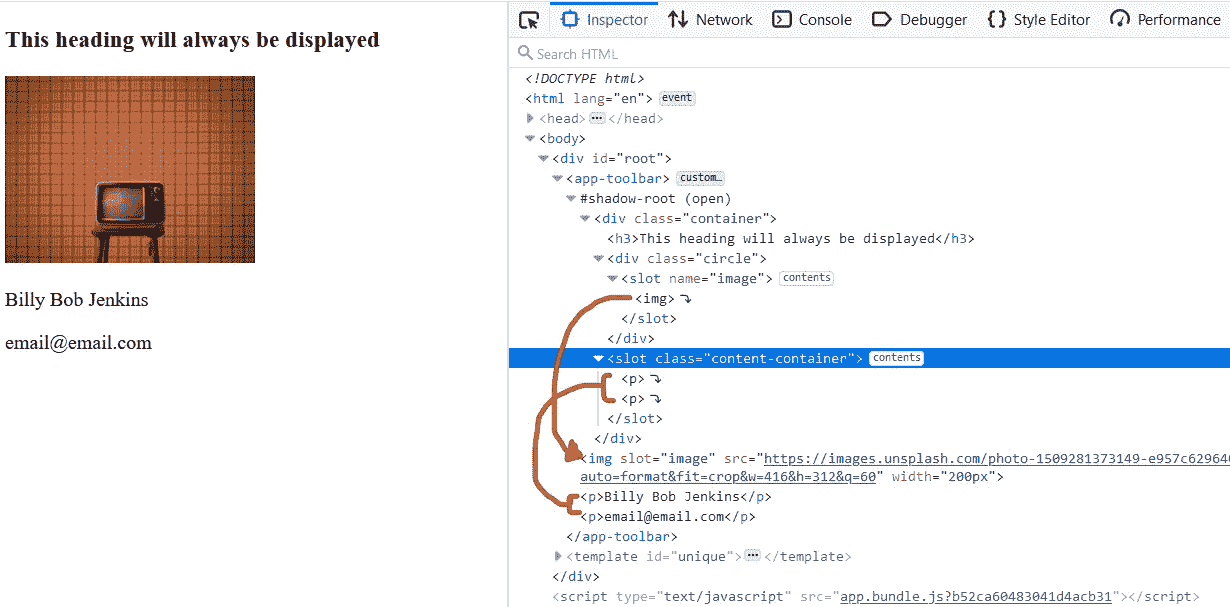 This heading will always be displayed
Billy Bob Jenkins
email@email.com
Inspector Network Console Debugger Style Editor Performance
Search HTML
<!DOCTYPE html>
<html lang="en"> event
<head> ••• </head>
<body>
<div id="root">
<app-toolbar> custom…
#shadow-root (open)
<div class="container">
<h3>This heading will always be displayed</h3>
<div class="circle">
<slot name="image"> contents
<img>
</slot>
</div>
<slot class="content-container"> contents
<p>
<p>
</slot>
</div>
<img slot="image" src="https://images.unsplash.com/photo-1509281373149-e957c62964
auto=format&fit=crop&w=416&h=312&q=60" width="200px">
<p>Billy Bob Jenkins</p>
<p>email@email.com</p>
</app-toolbar>
<template id="unique"> ••• </template>
</div>
<script type="text/javascript" src="app.bundle.js?b52ca60483041d4acb31"></script>